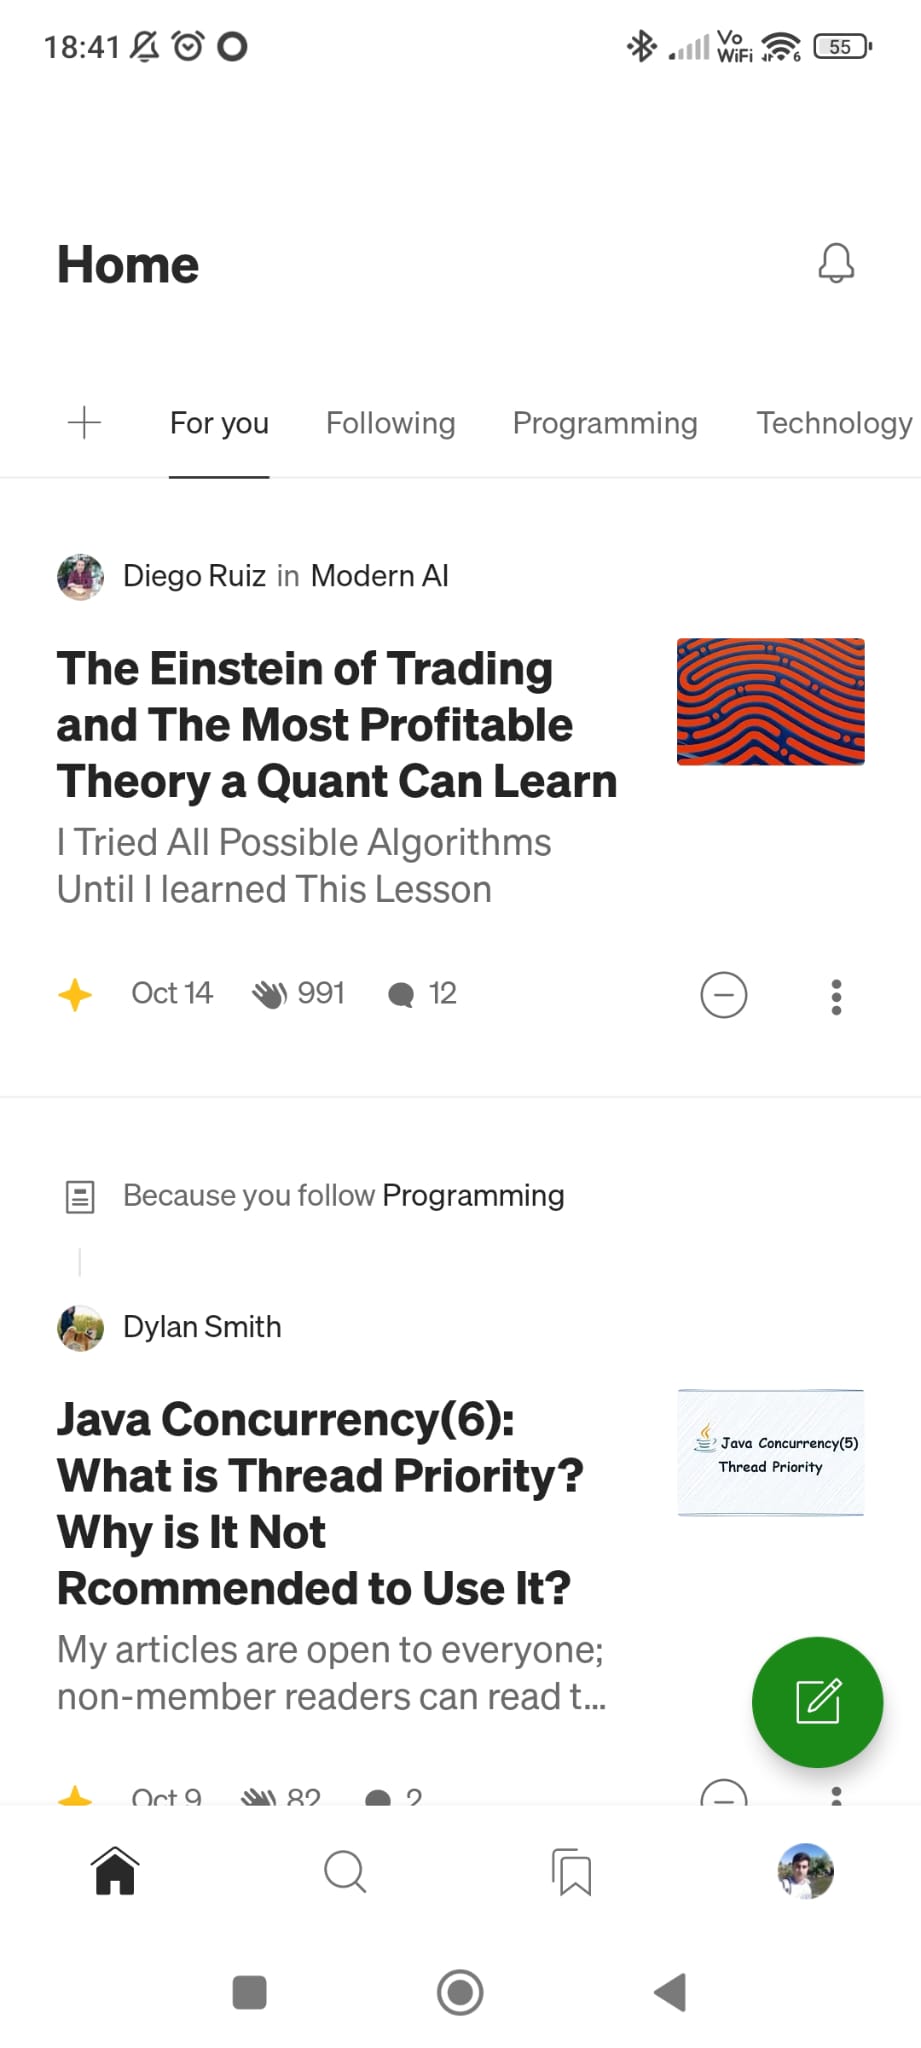 18:41
Vo
WiFi
6
55
Home
For you
Following
Programming
Technology
Diego Ruiz in Modern AI
The Einstein of Trading
and The Most Profitable
Theory a Quant Can Learn
I Tried All Possible Algorithms
Until I learned This Lesson
Oct 14
991
12
Because you follow Programming
Dylan Smith
Java Concurrency(6):
What is Thread Priority?
Why is It Not
Rcommended to Use It?
Java Concurrency(5)
Thread Priority
My articles are open to everyone;
non-member readers can read t...
Oct 9
82
2